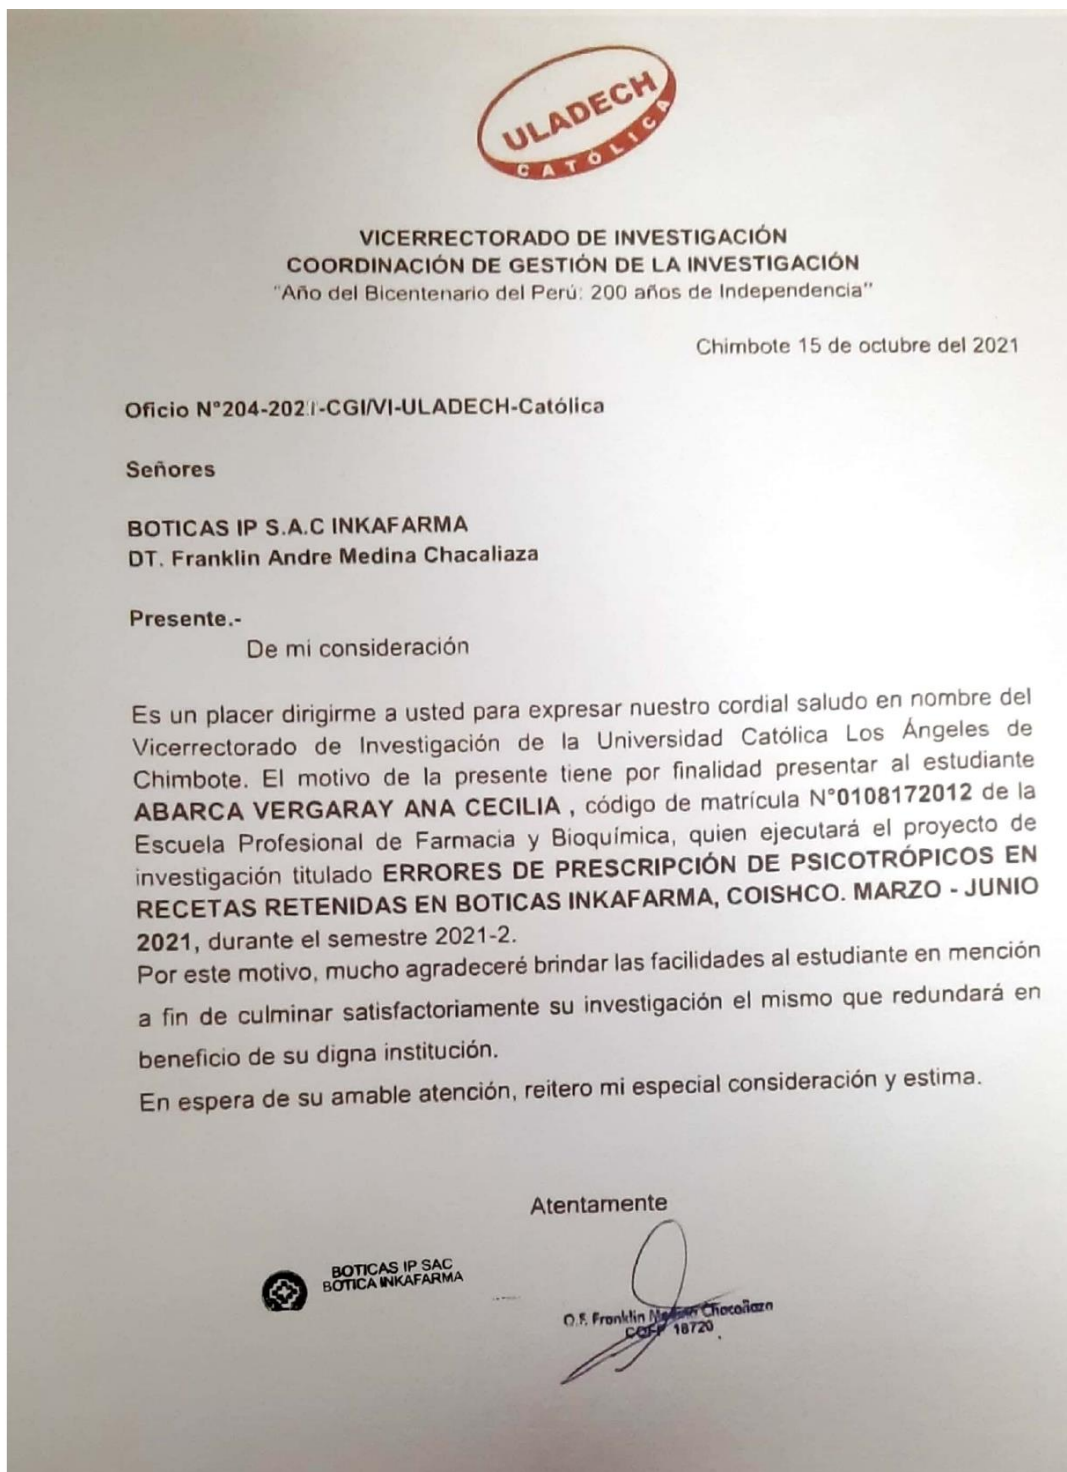 ULADECH
CATÓLICA
VICERRECTORADO DE INVESTIGACIÓN
COORDINACIÓN DE GESTIÓN DE LA INVESTIGACIÓN
"Año del Bicentenario del Perú: 200 años de Independencia"
Chimbote 15 de octubre del 2021
Oficio N°204-2021-CGI/VI-ULADECH-Católica
Señores
BOTICAS IP S.A.C INKAFARMA
DT. Franklin Andre Medina Chacaliaza
Presente.-
De mi consideración
Es un placer dirigirme a usted para expresar nuestro cordial saludo en nombre del
Vicerrectorado de Investigación de la Universidad Católica Los Ángeles de
Chimbote. El motivo de la presente tiene por finalidad presentar al estudiante
ABARCA VERGARAY ANA CECILIA , código de matrícula N°0108172012 de la
Escuela Profesional de Farmacia y Bioquímica, quien ejecutará el proyecto de
investigación titulado ERRORES DE PRESCRIPCIÓN DE PSICOTRÓPICOS EN
RECETAS RETENIDAS EN BOTICAS INKAFARMA, COISHCO. MARZO - JUNIO
2021, durante el semestre 2021-2.
Por este motivo, mucho agradeceré brindar las facilidades al estudiante en mención
a fin de culminar satisfactoriamente su investigación el mismo que redundará en
beneficio de su digna institución.
En espera de su amable atención, reitero mi especial consideración y estima.
Atentamente
BOTICAS IP SAC
BOTICA INKAFARMA
Q.F. Franklin Medina
CQFP 18720